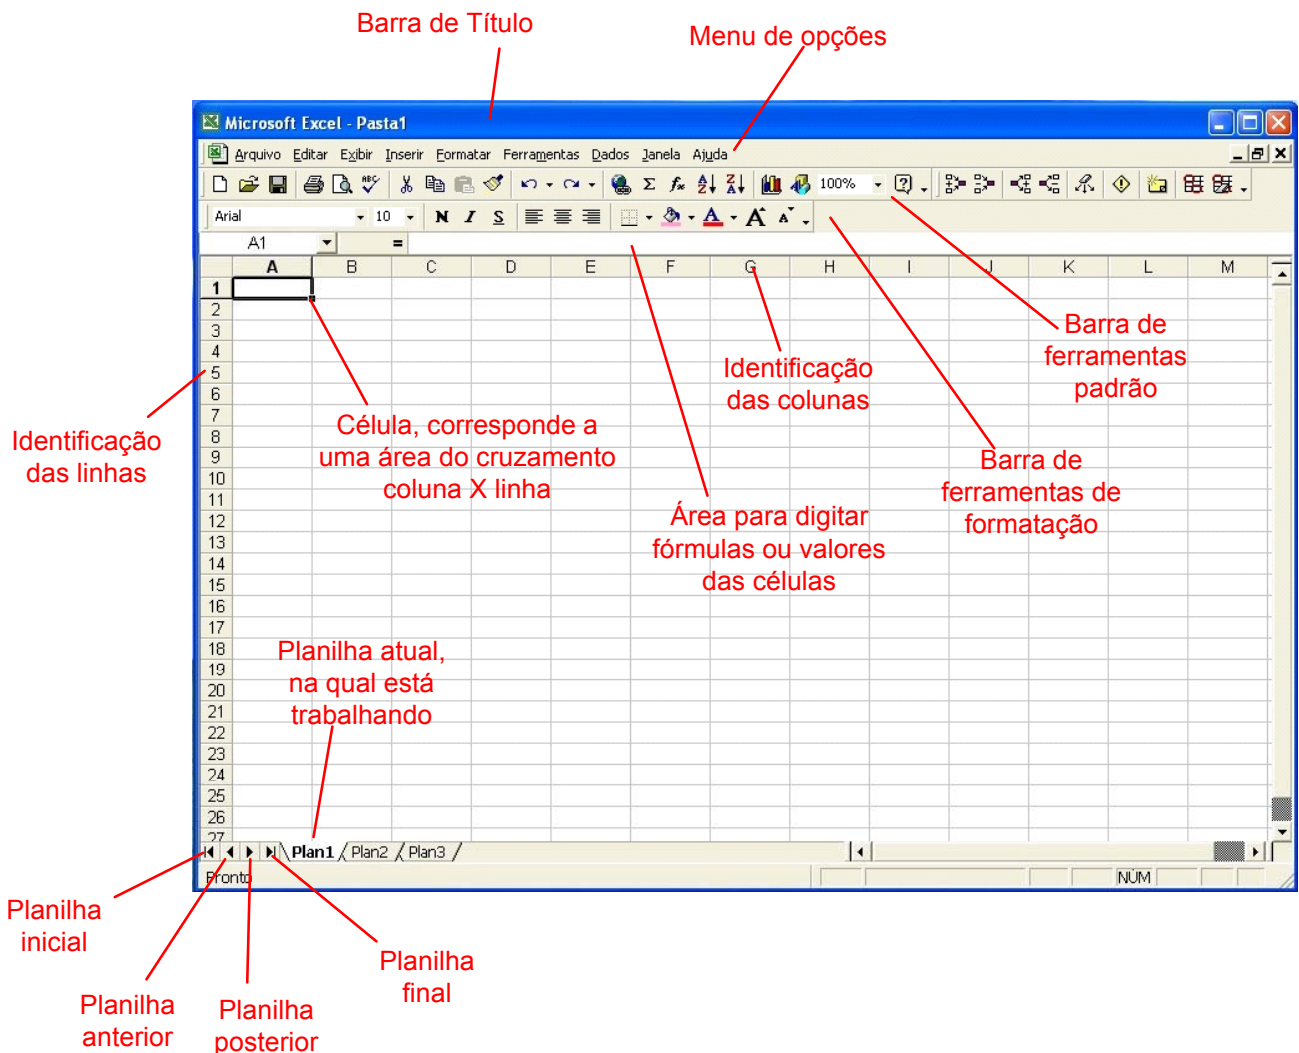 Barra de Título
Menu de opções
Microsoft Excel - Pasta1
Arquivo Editar Exibir Inserir Formatar Ferramentas Dados Janela Ajuda
100%
Arial 10 N I S A A A
A1 =
A B C D E F G H I J K L M
1
2
3
4
5
6
7
8
9
10
11
12
13
14
15
16
17
18
19
20
21
22
23
24
25
26
27
Barra de
ferramentas
padrão
Identificação
das colunas
Identificação
das linhas
Célula, corresponde a
uma área do cruzamento
coluna X linha
Barra de
ferramentas de
formatação
Área para digitar
fórmulas ou valores
das células
Planilha atual,
na qual está
trabalhando
Plan1 Plan2 Plan3
Pronto NÚM
Planilha
inicial
Planilha
final
Planilha
anterior
Planilha
posterior